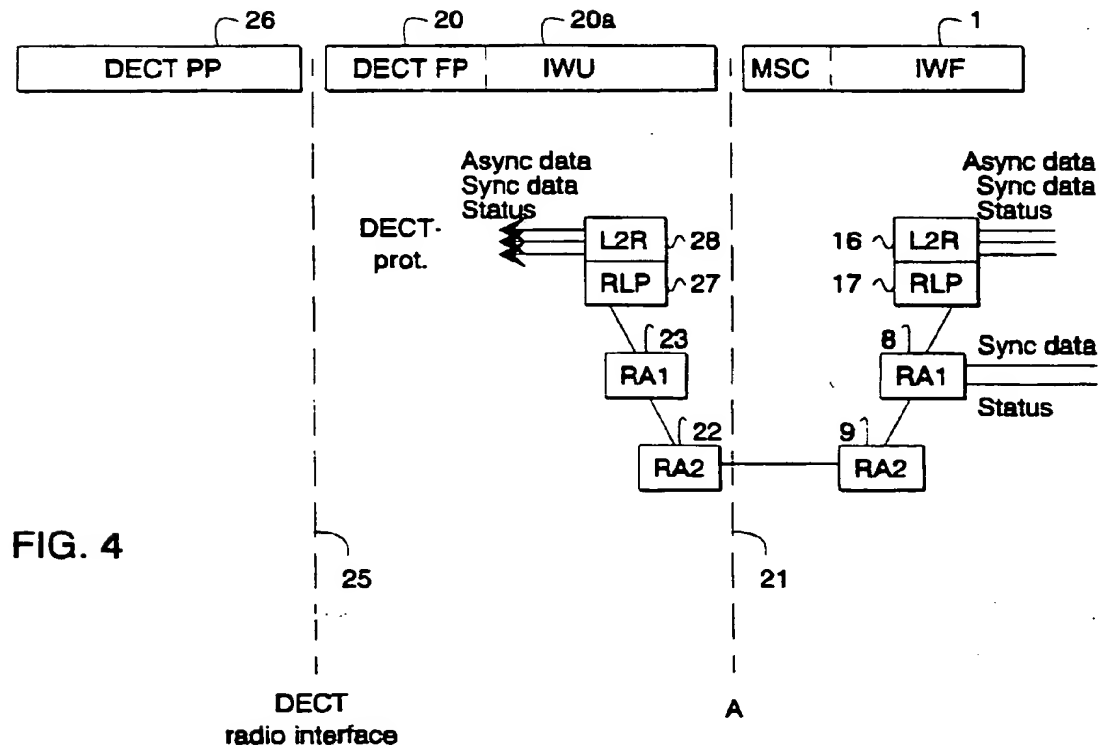 26 20 20a 1
DECT PP DECT FP IWU MSC IWF
Async data
Sync data
Status
DECT-
prot.
L2R 28
RLP 27
23
RA1
22
RA2
Async data
Sync data
Status
16 L2R
17 RLP
8
RA1
Sync data
Status
9
RA2
FIG. 4
25
21
DECT
radio interface
A